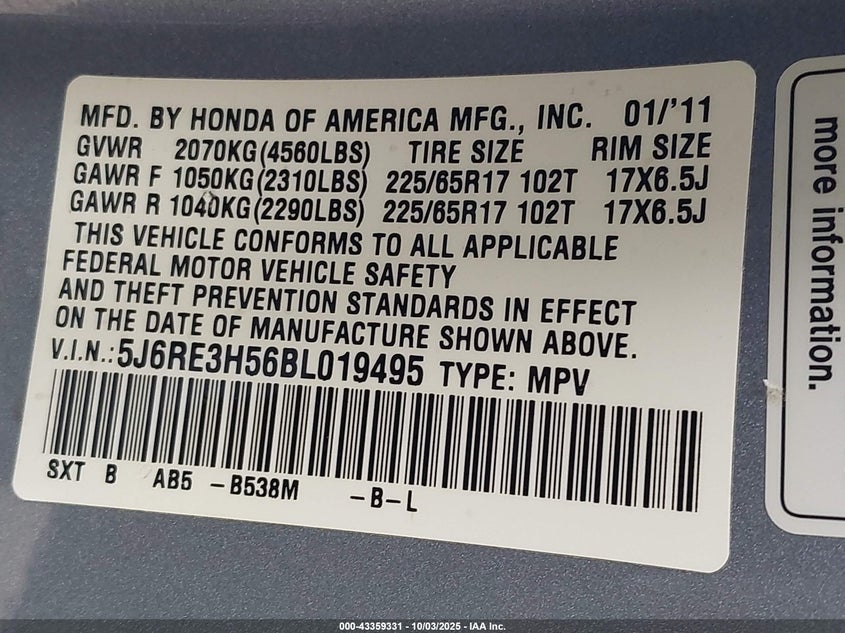 MFD. BY HONDA OF AMERICA MFG., INC. 01/'11
GVWR 2070KG(4560LBS) TIRE SIZE RIM SIZE
GAWR F 1050KG(2310LBS) 225/65R17 102T 17X6.5J
GAWR R 1040KG(2290LBS) 225/65R17 102T 17X6.5J
THIS VEHICLE CONFORMS TO ALL APPLICABLE
FEDERAL MOTOR VEHICLE SAFETY
AND THEFT PREVENTION STANDARDS IN EFFECT
ON THE DATE OF MANUFACTURE SHOWN ABOVE.
V.I.N.:5J6RE3H56BL019495 TYPE: MPV
SXT B AB5 -B538M -B-L
more information.
000-43359331 - 10/03/2025 - IAA Inc.